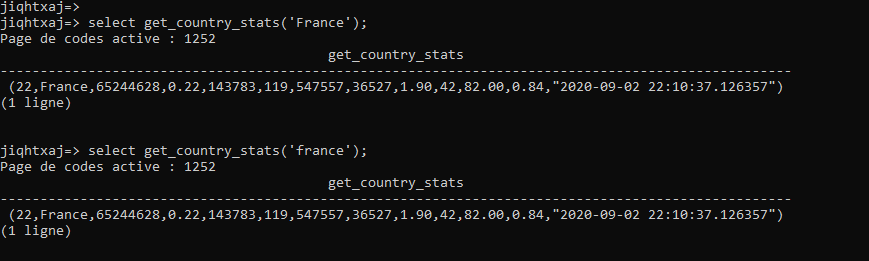 jiqhtxaj=>
jiqhtxaj=> select get_country_stats('France');
Page de codes active : 1252
get_country_stats
--------------------------------------------------------------------------------------------------
(22,France,65244628,0.22,143783,119,547557,36527,1.90,42,82.00,0.84,"2020-09-02 22:10:37.126357")
(1 ligne)
jiqhtxaj=> select get_country_stats('france');
Page de codes active : 1252
get_country_stats
--------------------------------------------------------------------------------------------------
(22,France,65244628,0.22,143783,119,547557,36527,1.90,42,82.00,0.84,"2020-09-02 22:10:37.126357")
(1 ligne)